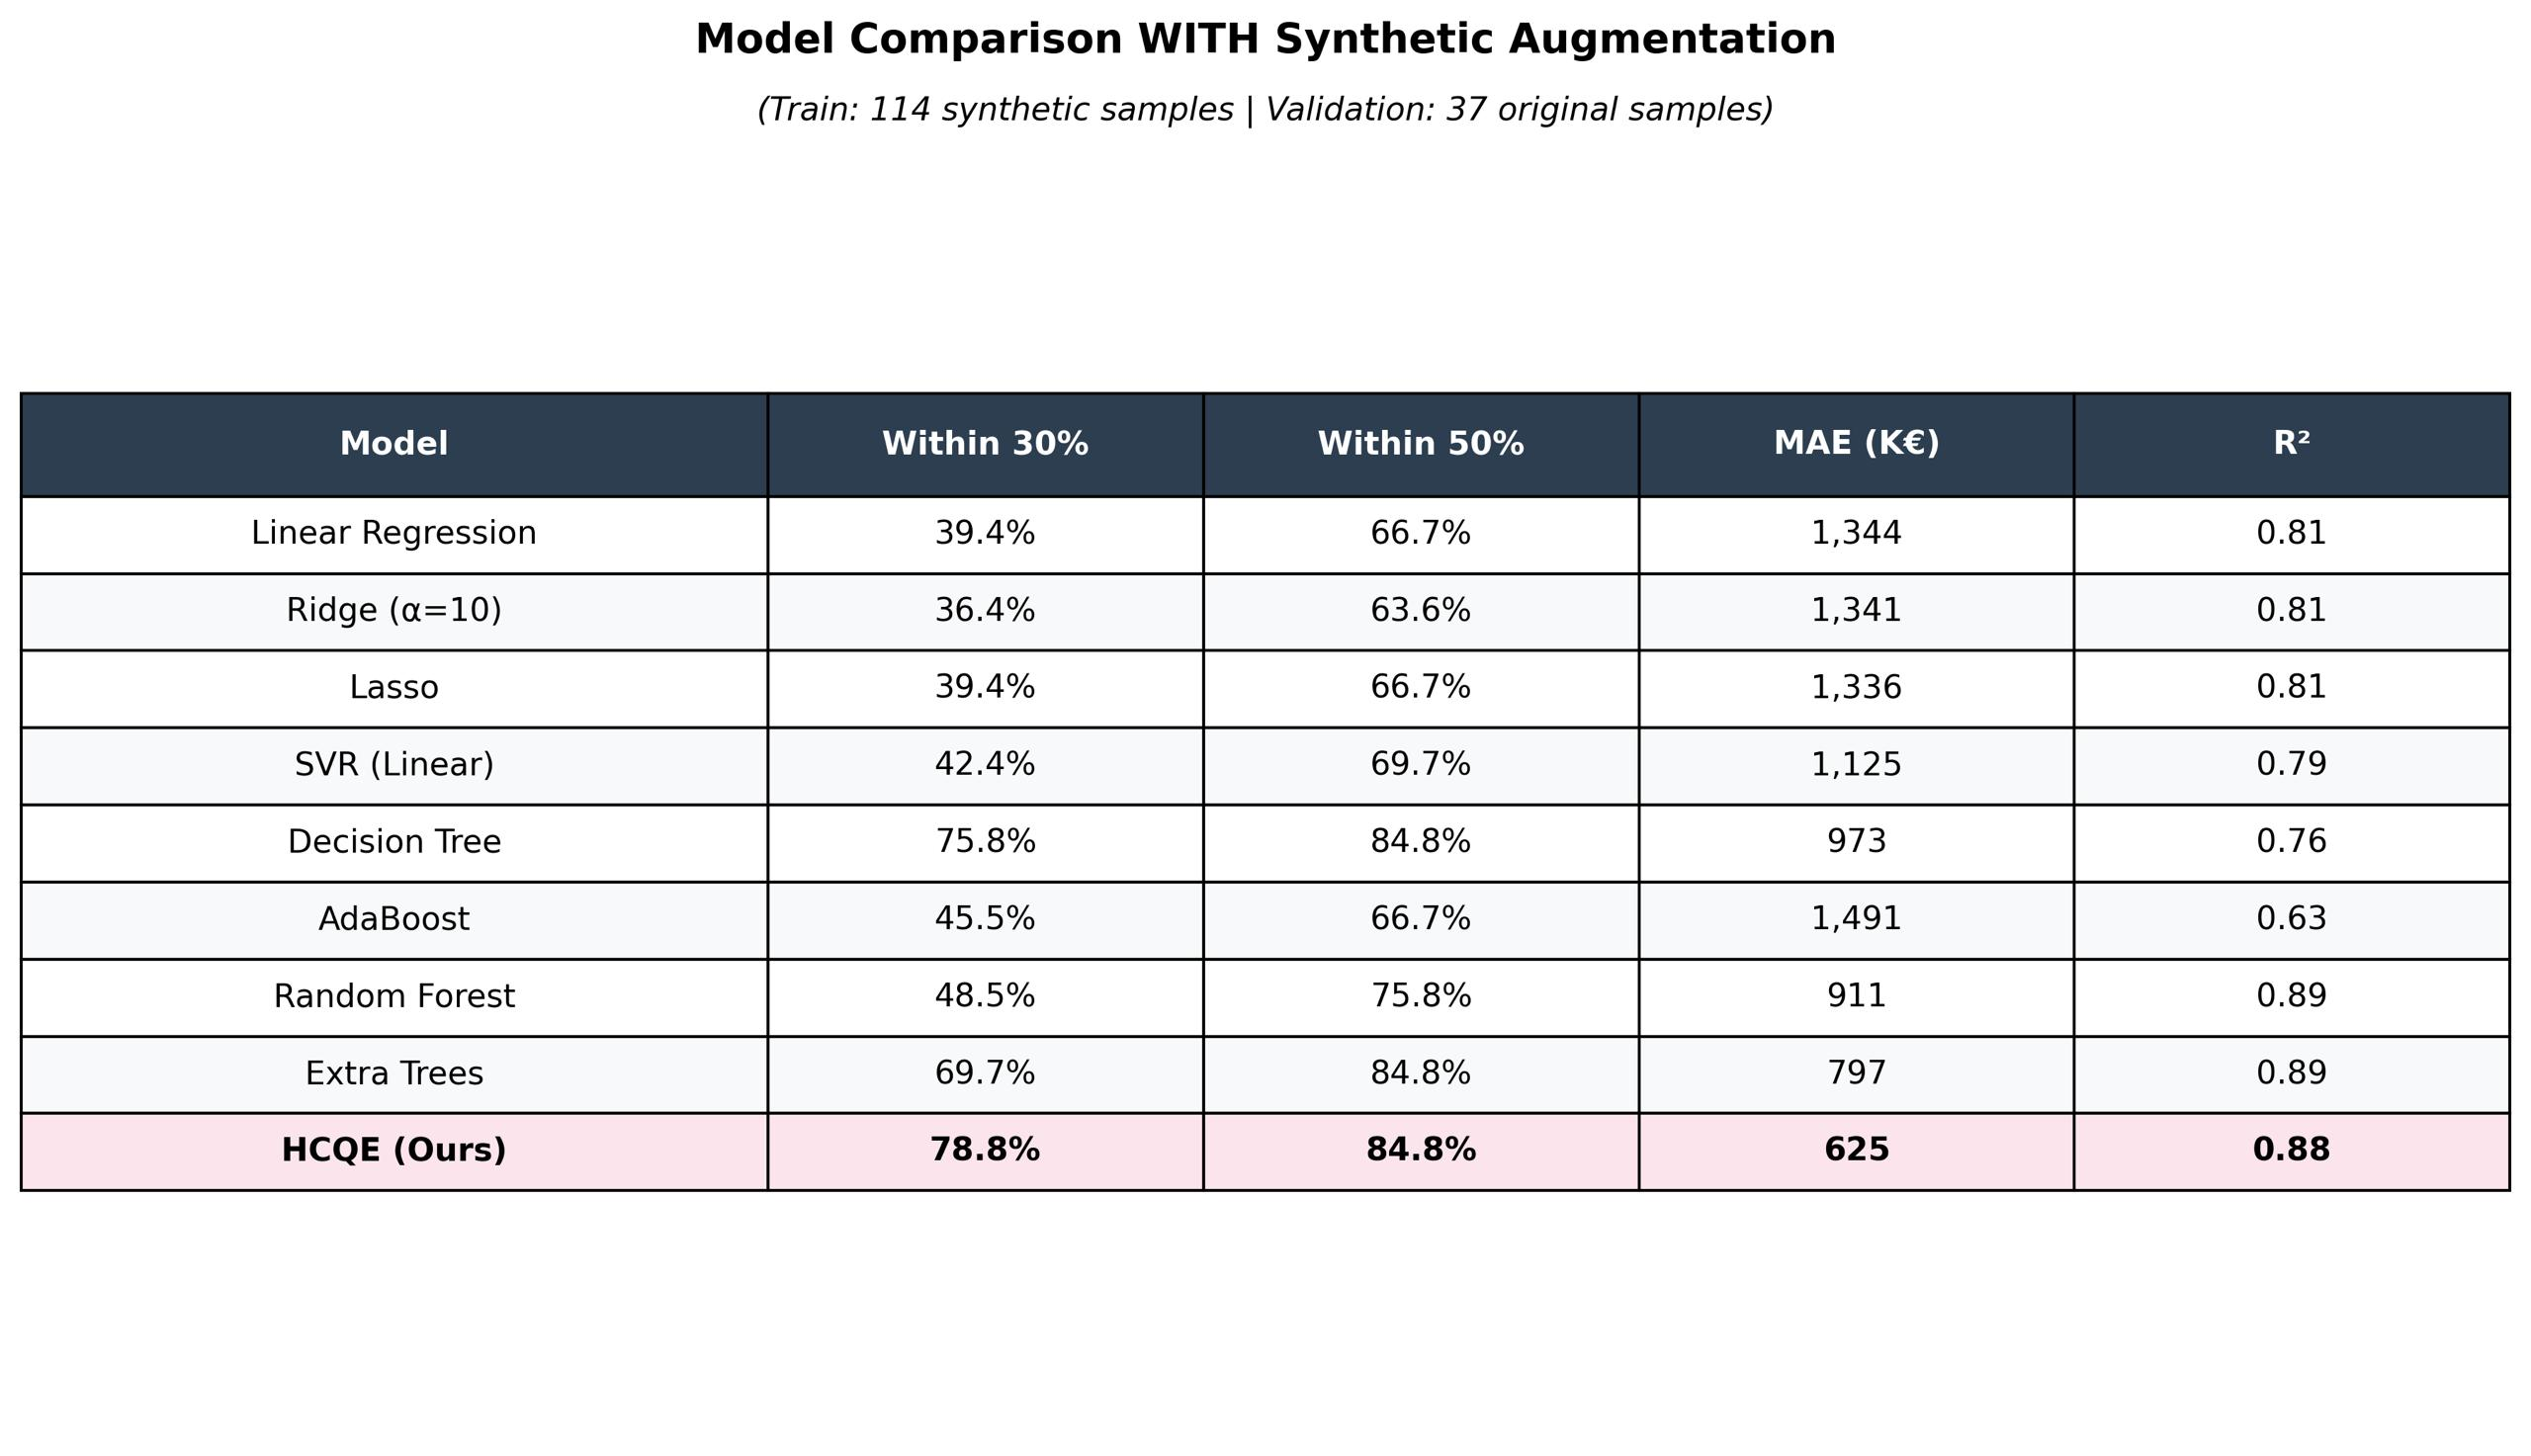 Model Comparison WITH Synthetic Augmentation
(Train: 114 synthetic samples | Validation: 37 original samples)
Model Within 30% Within 50% MAE (K€) R²
Linear Regression 39.4% 66.7% 1,344 0.81
Ridge (α=10) 36.4% 63.6% 1,341 0.81
Lasso 39.4% 66.7% 1,336 0.81
SVR (Linear) 42.4% 69.7% 1,125 0.79
Decision Tree 75.8% 84.8% 973 0.76
AdaBoost 45.5% 66.7% 1,491 0.63
Random Forest 48.5% 75.8% 911 0.89
Extra Trees 69.7% 84.8% 797 0.89
HCQE (Ours) 78.8% 84.8% 625 0.88